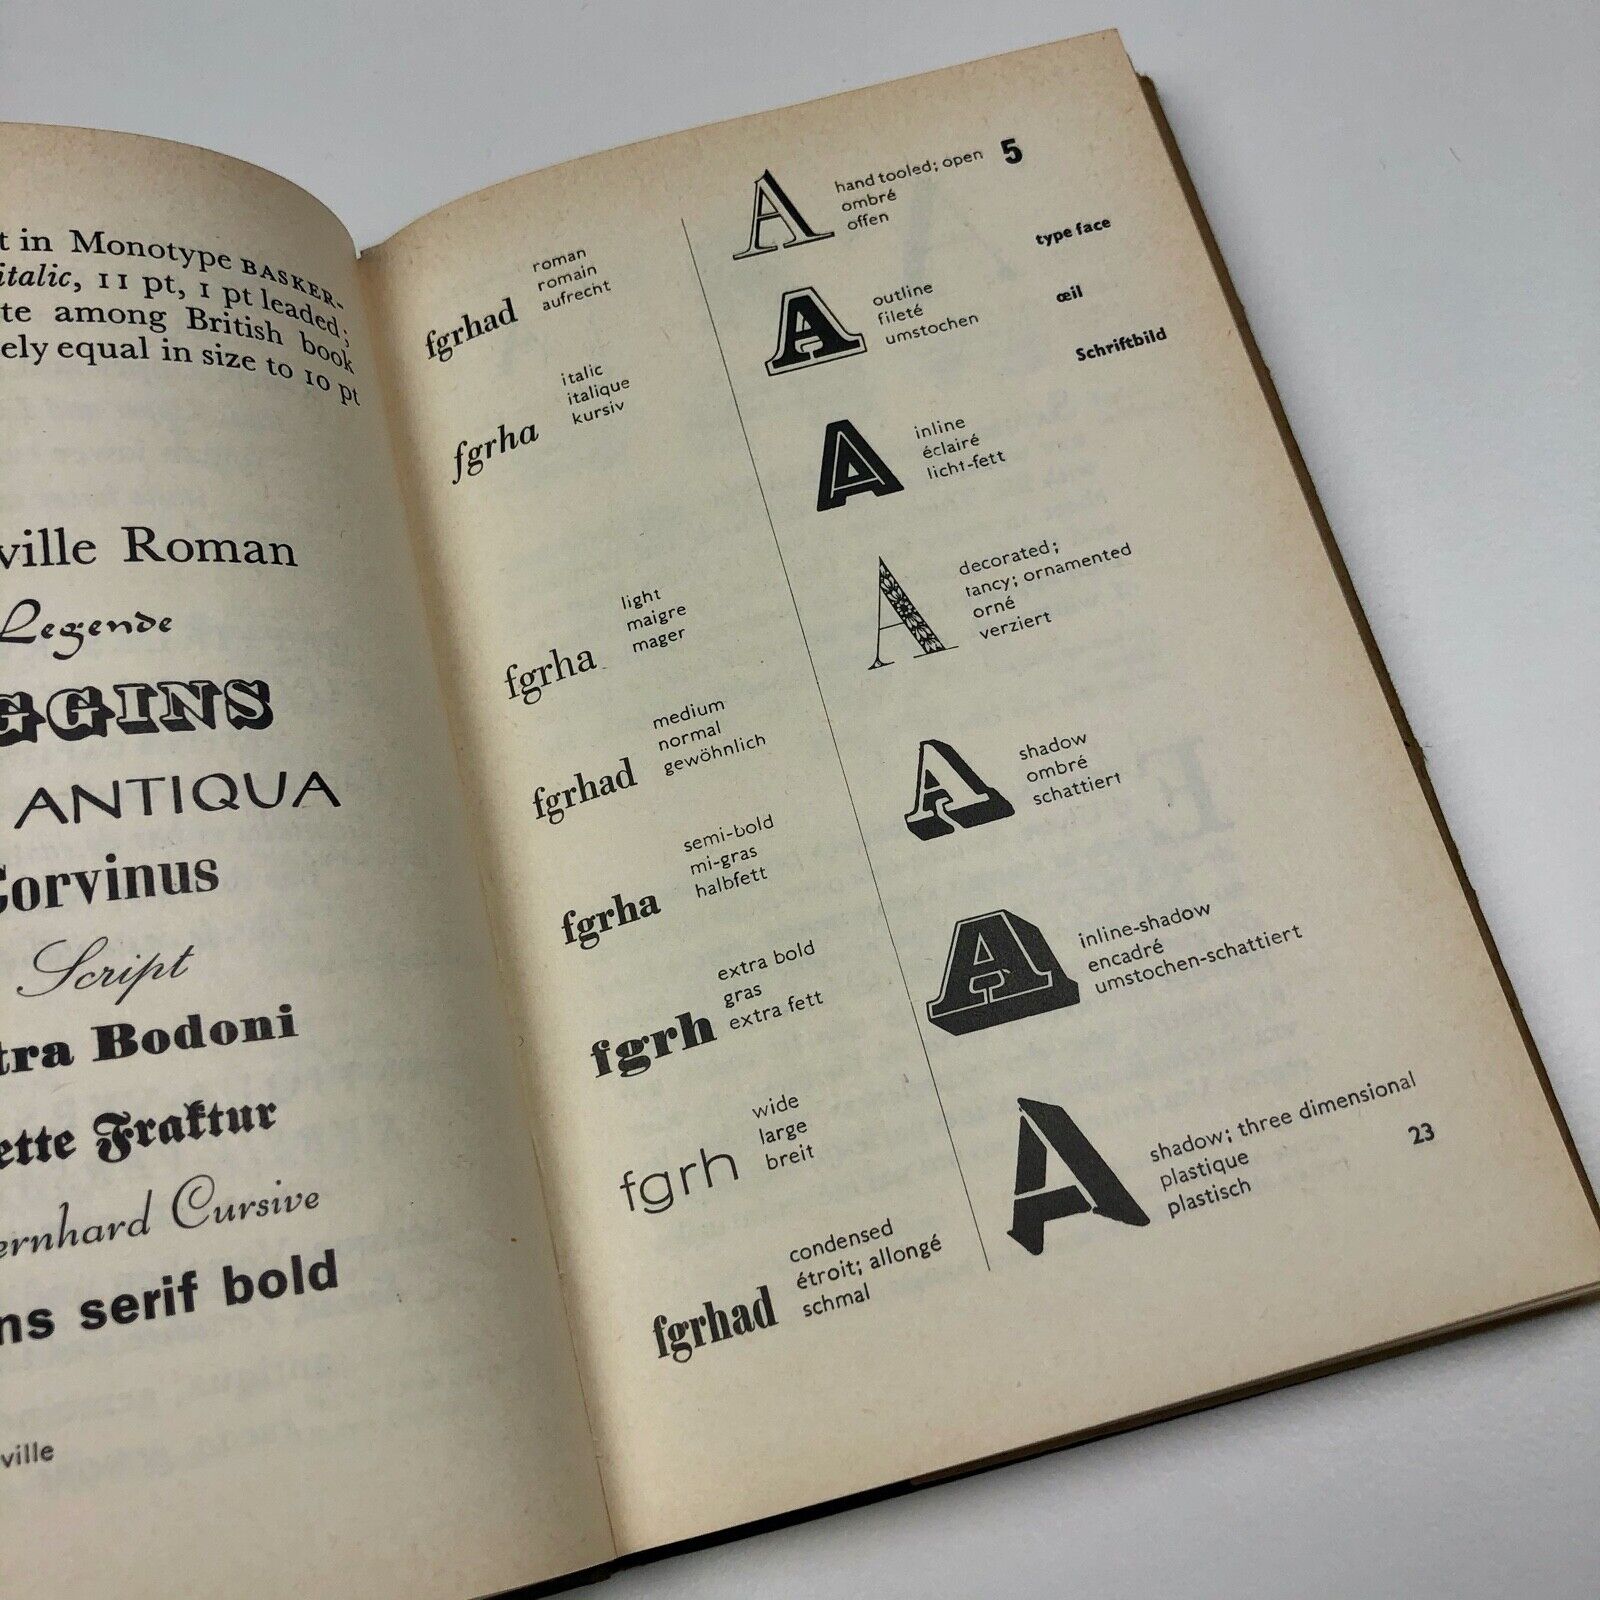 t in Monotype BASKER-
italic, 11 pt, 1 pt leaded;
te among British book
ely equal in size to 10 pt
ville Roman
Legende
GGINS
ANTIQUA
Corvinus
Script
tra Bodoni
ette Fraktur
ernhard Cursive
ns serif bold
ville
fgrhad
roman
romain
aufrecht
fgrha
italic
italique
kursiv
fgrha
light
maigre
mager
fgrhad
medium
normal
gewöhnlich
fgrha
semi-bold
mi-gras
halbfett
fgrh
extra bold
gras
extra fett
fgrh
wide
large
breit
fgrhad
condensed
étroit; allongé
schmal
A
hand tooled; open
ombré
offen
A
outline
fileté
umstochen
A
inline
éclairé
licht-fett
A
decorated;
fancy; ornamented
orné
verziert
A
shadow
ombré
schattiert
A
inline-shadow
encadré
umstochen-schattiert
A
shadow; three dimensional
plastique
plastisch
5
type face
œil
Schriftbild
23